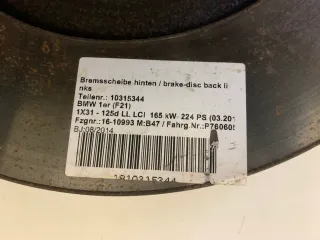 Bremsscheibe hinten / brake-disc back li
nks
Teilenr.: 10315344
BMW 1er (F21)
1X31 - 125d LL LCI 165 kW 224 PS (03.201
Fzgnr.:16-10993 M:B47 / Fahrg.Nr.:P760605
BJ:08/2014
1810315344